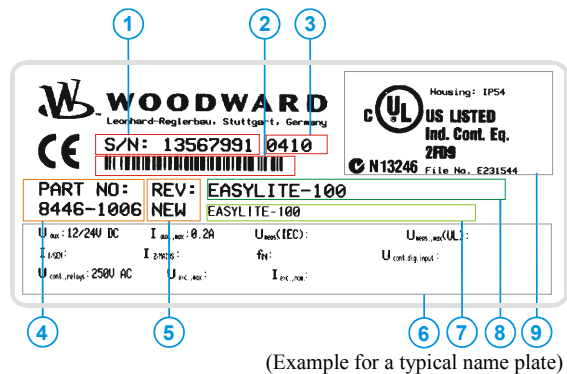 1 2 3
WOODWARD
Leonhard-Reglerbau, Stuttgart, Germany
CE
S/N: 13567991 0410
Housing: IP54
C UL US LISTED
Ind. Cont. Eq.
2FD9
N13246 File No. E231544
PART NO:
8446-1006
REV:
NEW
EASYLITE-100
EASYLITE-100
U aux: 12/24V DC I aux.,max: 0.2A U meas(IEC): U meas.,max(UL):
I 1/GEN: I 2/MAINS: fN: U cont.dig.input:
U cont.,relays: 250V AC U exc.,max: I exc.,nom.:
4 5 6 7 8 9
(Example for a typical name plate)